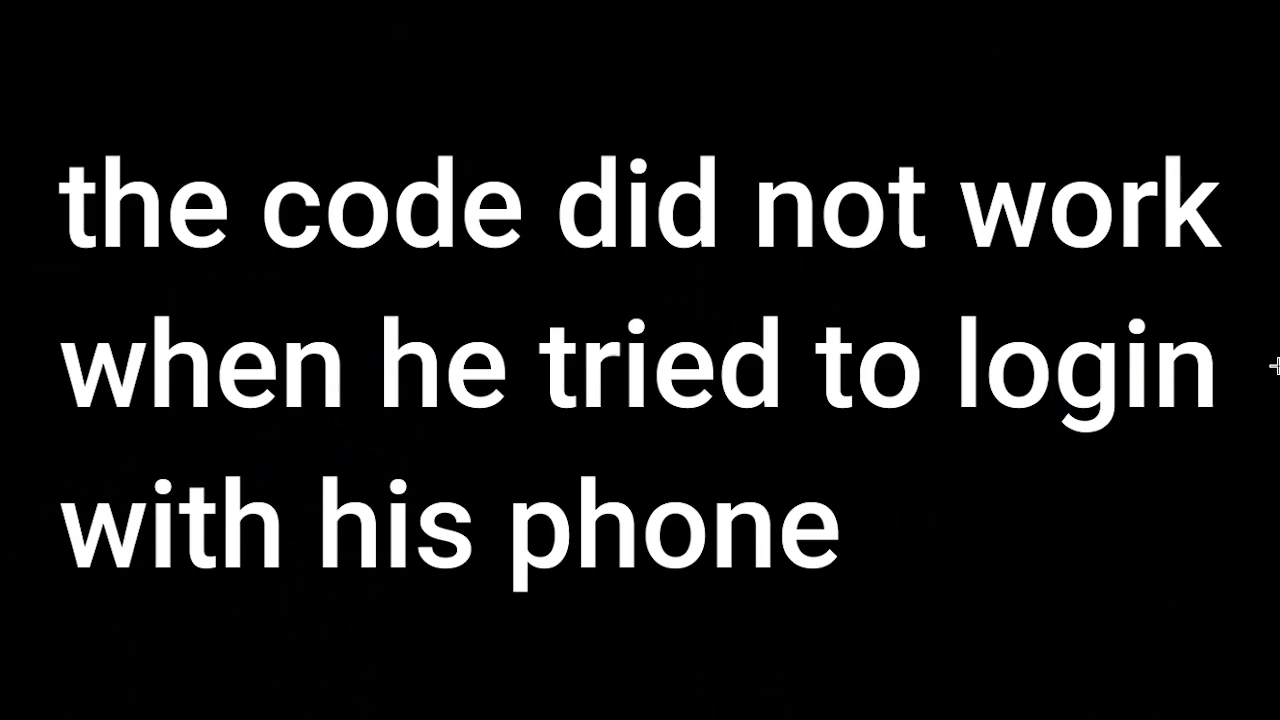 the code did not work
when he tried to login
with his phone